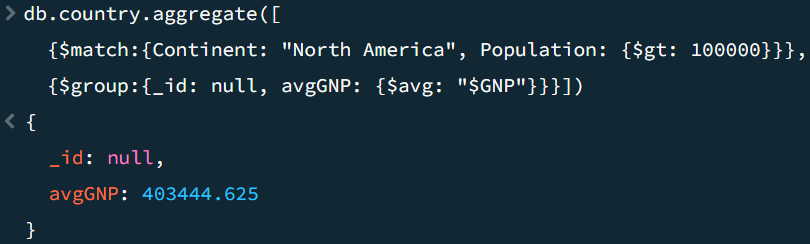 > db.country.aggregate([
{$match:{Continent: "North America", Population: {$gt: 100000}}},
{$group:{_id: null, avgGNP: {$avg: "$GNP"}}}])
< {
_id: null,
avgGNP: 403444.625
}